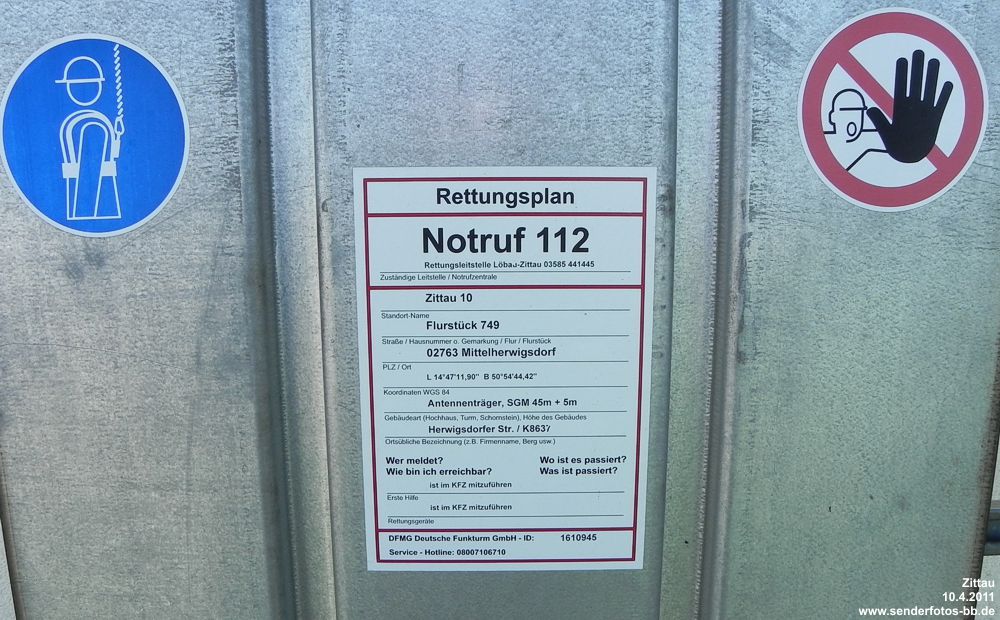 Rettungsplan
Notruf 112
Rettungsleitstelle Löbau-Zittau 03585 441445
Zuständige Leitstelle / Notrufzentrale
Zittau 10
Standort-Name
Flurstück 749
Straße / Hausnummer o. Gemarkung / Flur / Flurstück
02763 Mittelherwigsdorf
PLZ / Ort
L 14°47'11,90" B 50°54'44,42"
Koordinaten WGS 84
Antennenträger, SGM 45m + 5m
Gebäudeart (Hochhaus, Turm, Schornstein), Höhe des Gebäudes
Herwigsdorfer Str. / K8637
Ortsübliche Bezeichnung (z.B. Firmenname, Berg usw.)
Wer meldet? Wo ist es passiert?
Wie bin ich erreichbar? Was ist passiert?
ist im KFZ mitzuführen
Erste Hilfe
ist im KFZ mitzuführen
Rettungsgeräte
DFMG Deutsche Funkturm GmbH - ID: 1610945
Service - Hotline: 08007106710
Zittau
10.4.2011
www.senderfotos-bb.de